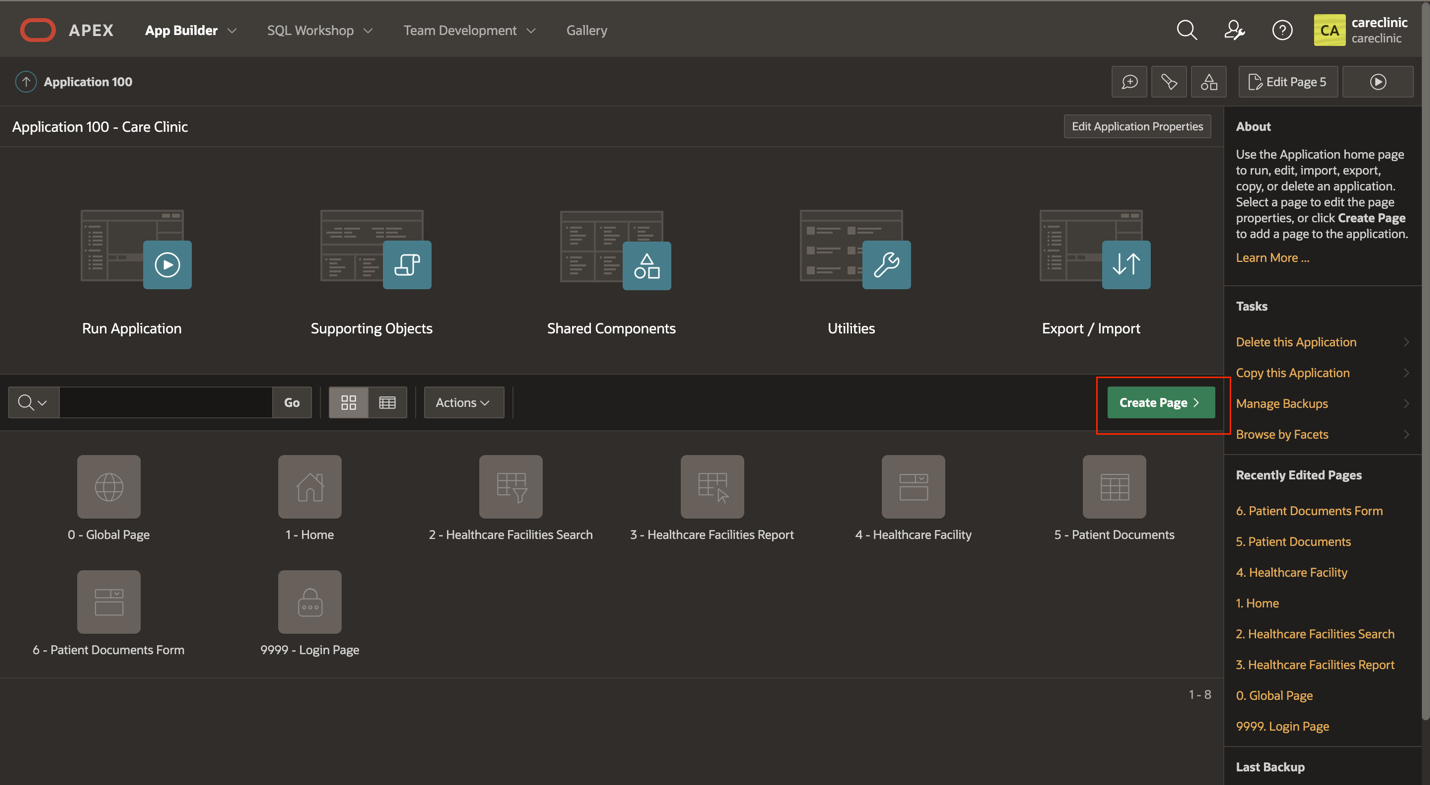 APEX App Builder SQL Workshop Team Development Gallery CA careclinic
careclinic
Application 100 Edit Page 5
Application 100 - Care Clinic Edit Application Properties
Run Application Supporting Objects Shared Components Utilities Export / Import
Go Actions Create Page
0 - Global Page 1 - Home 2 - Healthcare Facilities Search 3 - Healthcare Facilities Report 4 - Healthcare Facility 5 - Patient Documents
6 - Patient Documents Form 9999 - Login Page
1 - 8
About
Use the Application home page
to run, edit, import, export,
copy, or delete an application.
Select a page to edit the page
properties, or click Create Page
to add a page to the application.
Learn More ...
Tasks
Delete this Application
Copy this Application
Manage Backups
Browse by Facets
Recently Edited Pages
6. Patient Documents Form
5. Patient Documents
4. Healthcare Facility
1. Home
2. Healthcare Facilities Search
3. Healthcare Facilities Report
0. Global Page
9999. Login Page
Last Backup